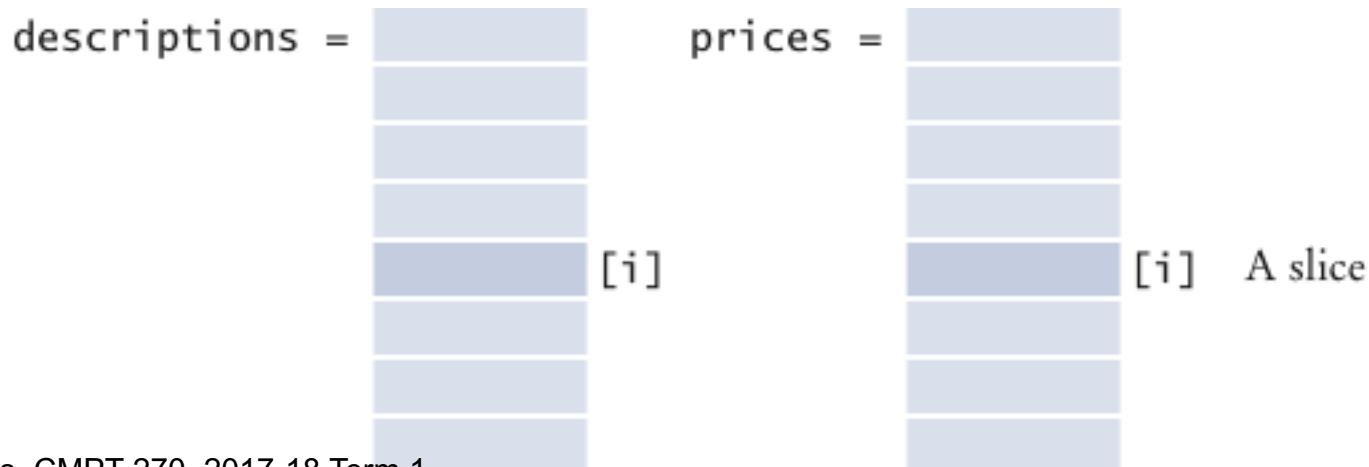 descriptions = prices =
[i] [i] A slice
CMPT 270, 2017-18 Term 1